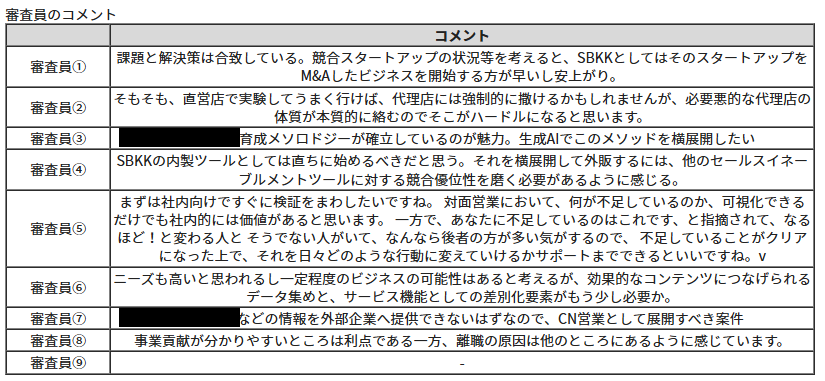 審査員のコメント
コメント
審査員①
課題と解決策は合致している。競合スタートアップの状況等を考えると、SBKKとしてはそのスタートアップを
M&Aしたビジネスを開始する方が早いし安上がり。
審査員②
そもそも、直営店で実験してうまく行けば、代理店には強制的に撒けるかもしれませんが、必要悪的な代理店の
体質が本質的に絡むのでそこがハードルになると思います。
審査員③
育成メソロドジーが確立しているのが魅力。生成AIでこのメソッドを横展開したい
審査員④
SBKKの内製ツールとしては直ちに始めるべきだと思う。それを横展開して外販するには、他のセールスイネー
ブルメントツールに対する競合優位性を磨く必要があるように感じる。
審査員⑤
まずは社内向けですぐに検証をまわしたいですね。 対面営業において、何が不足しているのか、可視化できる
だけでも社内的には価値があると思います。 一方で、あなたに不足しているのはこれです、と指摘されて、なる
ほど！と変わる人と そうでない人がいて、なんなら後者の方が多い気がするので、 不足していることがクリア
になった上で、それを日々どのような行動に変えていけるかサポートまでできるといいですね。v
審査員⑥
ニーズも高いと思われるし一定程度のビジネスの可能性はあると考えるが、効果的なコンテンツにつなげられる
データ集めと、サービス機能としての差別化要素がもう少し必要か。
審査員⑦
などの情報を外部企業へ提供できないはずなので、CN営業として展開すべき案件
審査員⑧
事業貢献が分かりやすいところは利点である一方、離職の原因は他のところにあるように感じています。
審査員⑨
-